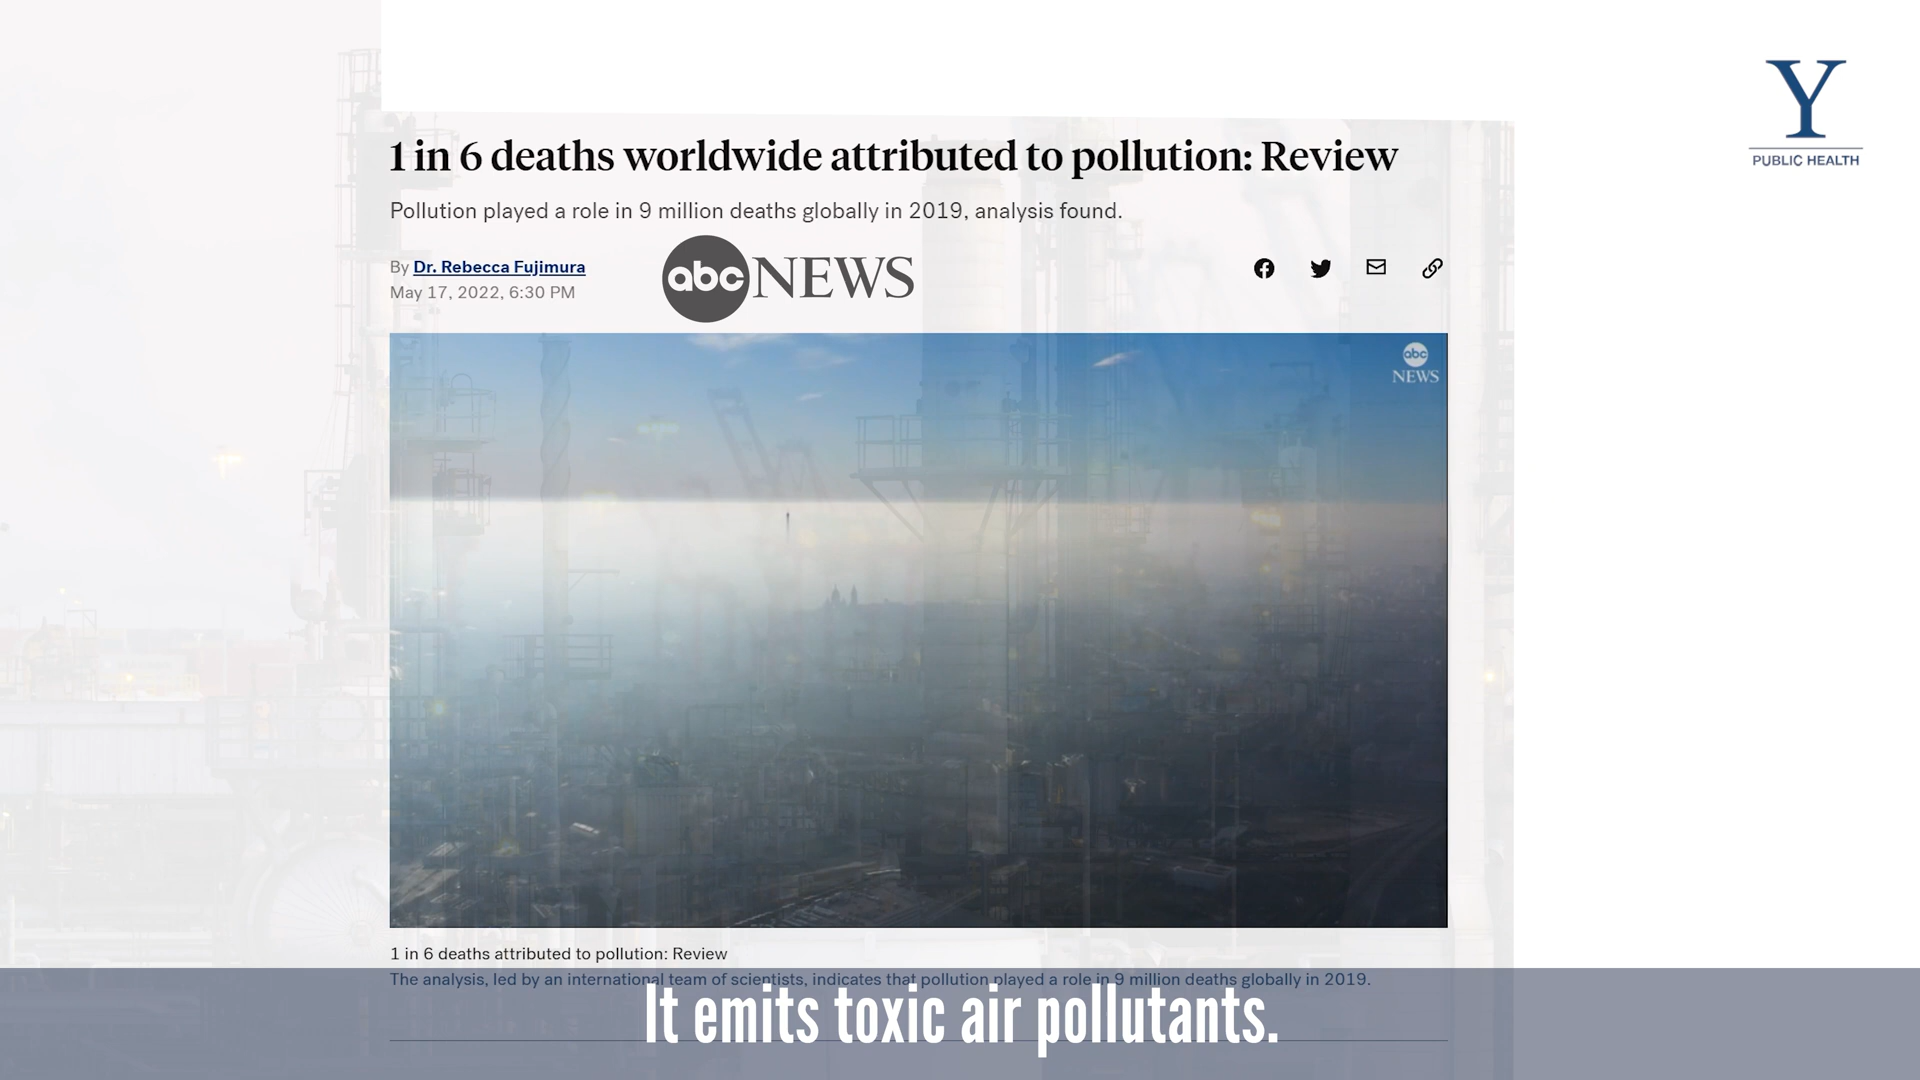 Y
PUBLIC HEALTH
1 in 6 deaths worldwide attributed to pollution: Review
Pollution played a role in 9 million deaths globally in 2019, analysis found.
By Dr. Rebecca Fujimura
May 17, 2022, 6:30 PM
abc NEWS
abc
NEWS
1 in 6 deaths attributed to pollution: Review
The analysis, led by an international team of scientists, indicates that pollution played a role in 9 million deaths globally in 2019.
It emits toxic air pollutants.